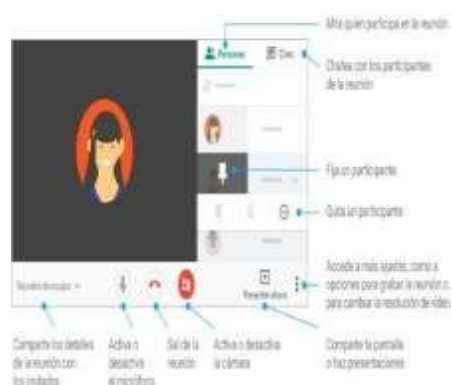 Mira quién participa en la reunión
Personas
Chat
Chatea con los participantes
de la reunión
Fija un participante
Quita un participante
Accede a más ajustes, como a
opciones para grabar la reunión o
para cambiar la resolución de vídeo
Reunión de equipo
Presentar ahora
Comparte los detalles
de la reunión con
los invitados
Activa o
desactiva
el micrófono
Sal de la
reunión
Activa o desactiva
la cámara
Comparte tu pantalla
o haz presentaciones